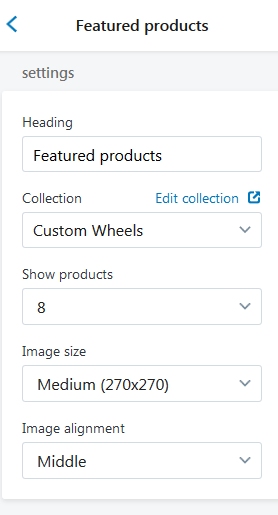 Featured products
settings
Heading
Featured products
Collection Edit collection
Custom Wheels
Show products
8
Image size
Medium (270x270)
Image alignment
Middle